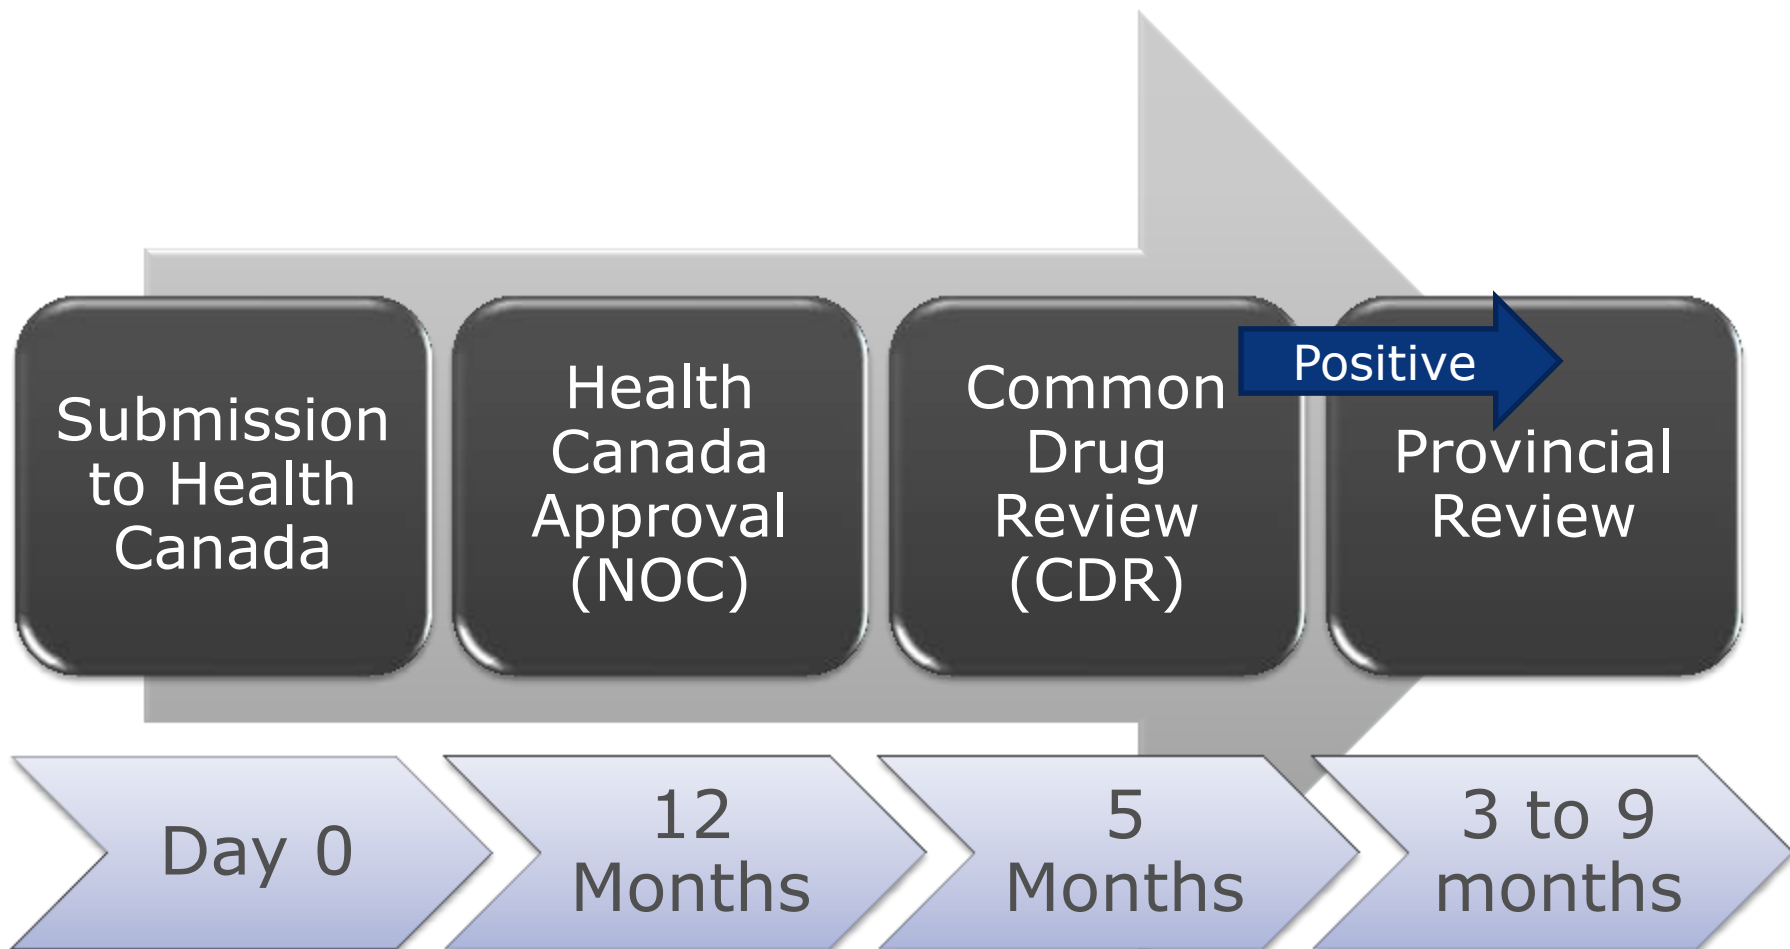 Submission
to Health
Canada
Health
Canada
Approval
(NOC)
Common
Drug
Review
(CDR)
Positive
Provincial
Review
Day 0
12
Months
5
Months
3 to 9
months